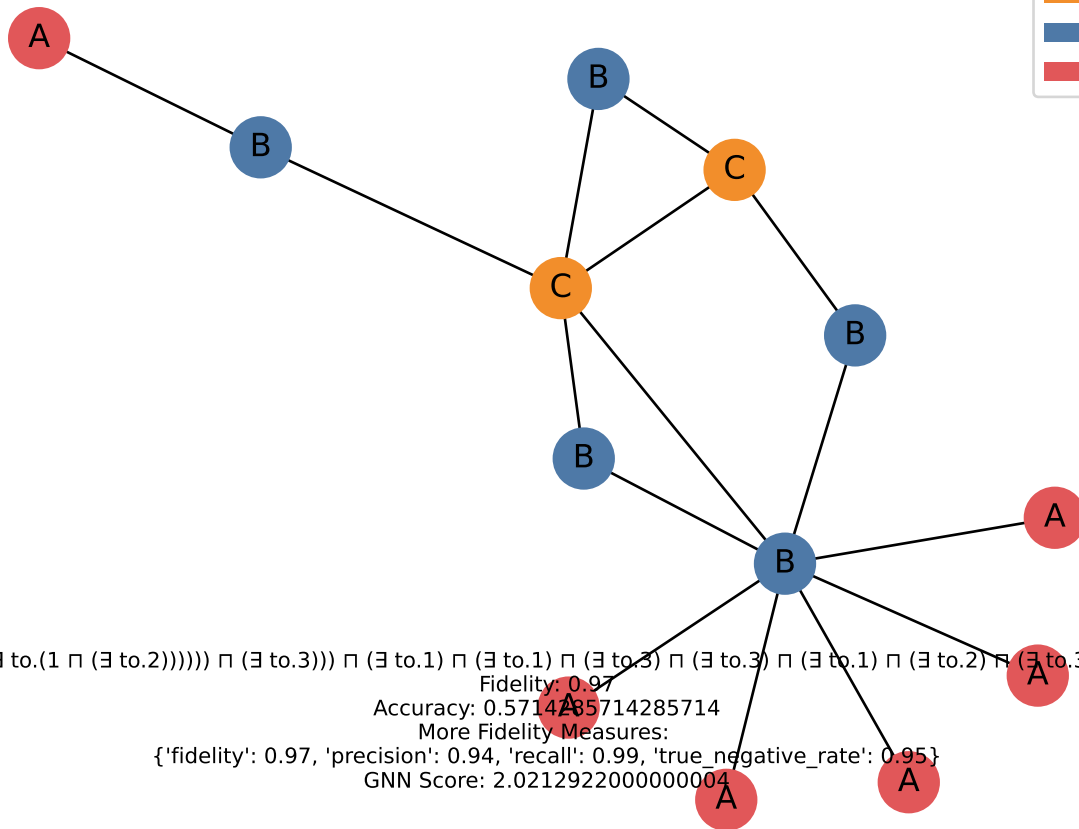 A
B
B
C
C
B
B
A
B
∃ to.(1 ⊓ (∃ to.2)))))) ⊓ (∃ to.3))) ⊓ (∃ to.1) ⊓ (∃ to.1) ⊓ (∃ to.3) ⊓ (∃ to.3) ⊓ (∃ to.1) ⊓ (∃ to.2) ⊓ (∃ to.3
A
Fidelity: 0.97
A
Accuracy: 0.5714285714285714
More Fidelity Measures:
{'fidelity': 0.97, 'precision': 0.94, 'recall': 0.99, 'true_negative_rate': 0.95}
A
GNN Score: 2.0212922000000004
A